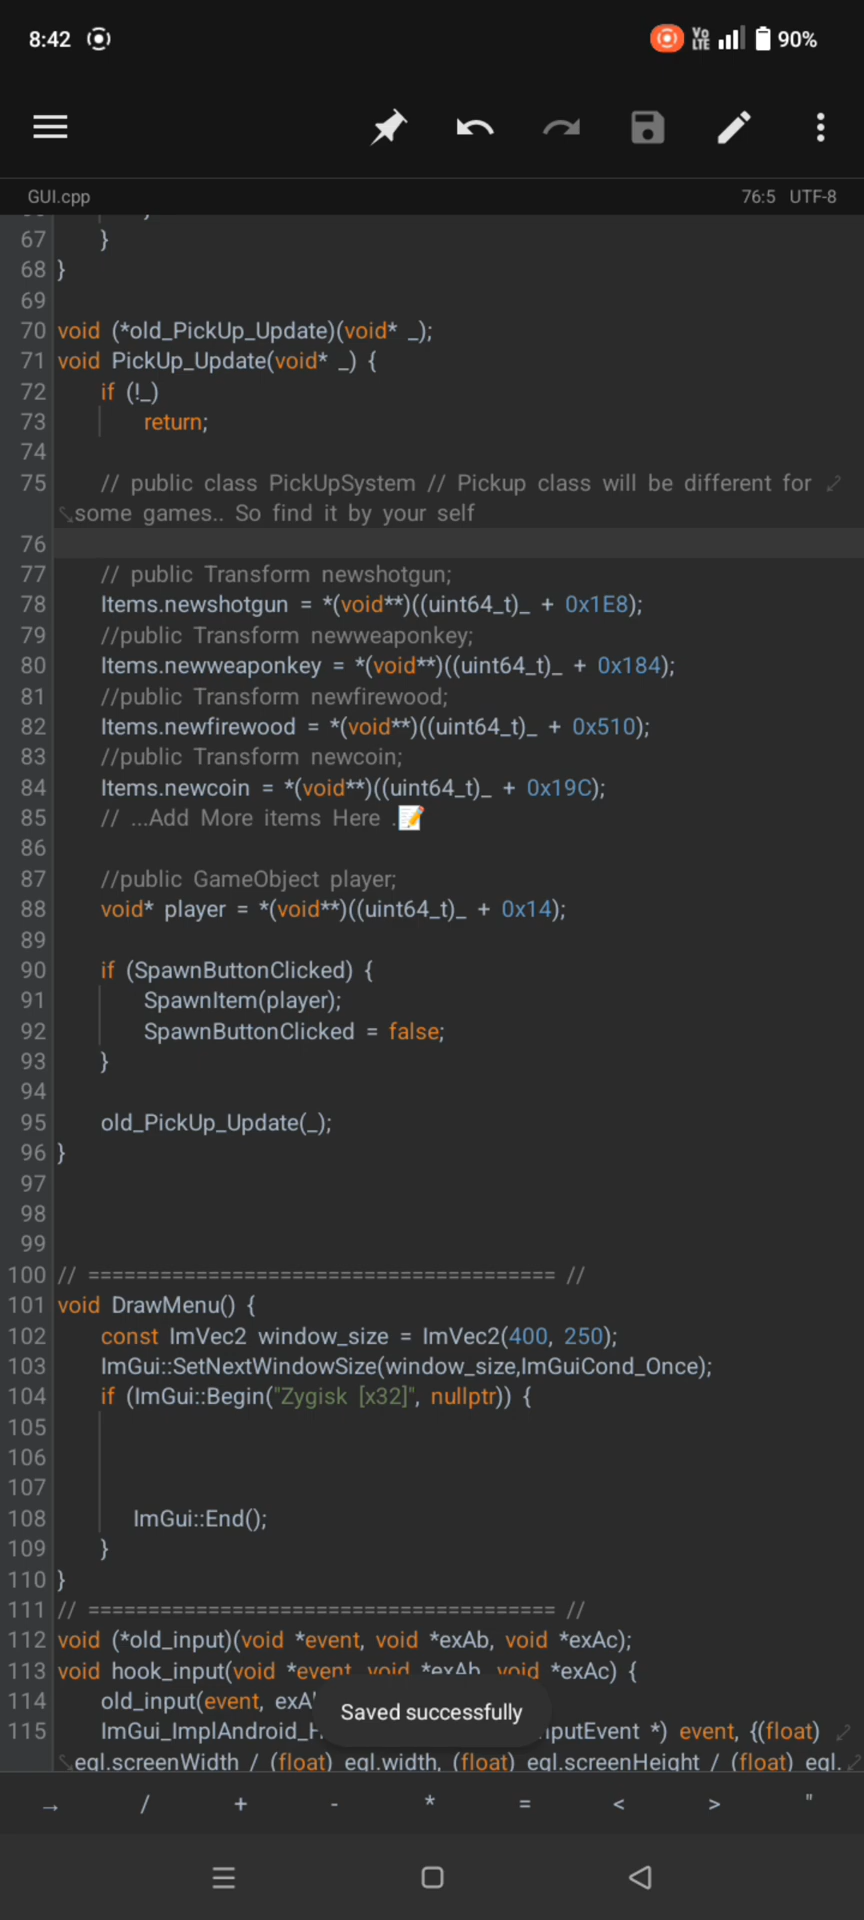 8:42 Vo LTE 90%
GUI.cpp 76:5 UTF-8
67 }
68 }
69
70 void (*old_PickUp_Update)(void* _);
71 void PickUp_Update(void* _) {
72 if (!_)
73 return;
74
75 // public class PickUpSystem // Pickup class will be different for
some games.. So find it by your self
76
77 // public Transform newshotgun;
78 Items.newshotgun = *(void**)((uint64_t)_ + 0x1E8);
79 //public Transform newweaponkey;
80 Items.newweaponkey = *(void**)((uint64_t)_ + 0x184);
81 //public Transform newfirewood;
82 Items.newfirewood = *(void**)((uint64_t)_ + 0x510);
83 //public Transform newcoin;
84 Items.newcoin = *(void**)((uint64_t)_ + 0x19C);
85 // ...Add More items Here .📝
86
87 //public GameObject player;
88 void* player = *(void**)((uint64_t)_ + 0x14);
89
90 if (SpawnButtonClicked) {
91 SpawnItem(player);
92 SpawnButtonClicked = false;
93 }
94
95 old_PickUp_Update(_);
96 }
97
98
99
100 // ======================================= //
101 void DrawMenu() {
102 const ImVec2 window_size = ImVec2(400, 250);
103 ImGui::SetNextWindowSize(window_size,ImGuiCond_Once);
104 if (ImGui::Begin("Zygisk [x32]", nullptr)) {
105
106
107
108 ImGui::End();
109 }
110 }
111 // ======================================= //
112 void (*old_input)(void *event, void *exAb, void *exAc);
113 void hook_input(void *event, void *exAb, void *exAc) {
114 old_input(event, exA
Saved successfully
115 ImGui_ImplAndroid_H nputEvent *) event, {(float)
egl.screenWidth / (float) egl.width, (float) egl.screenHeight / (float) egl.
→ / + - * = < > "